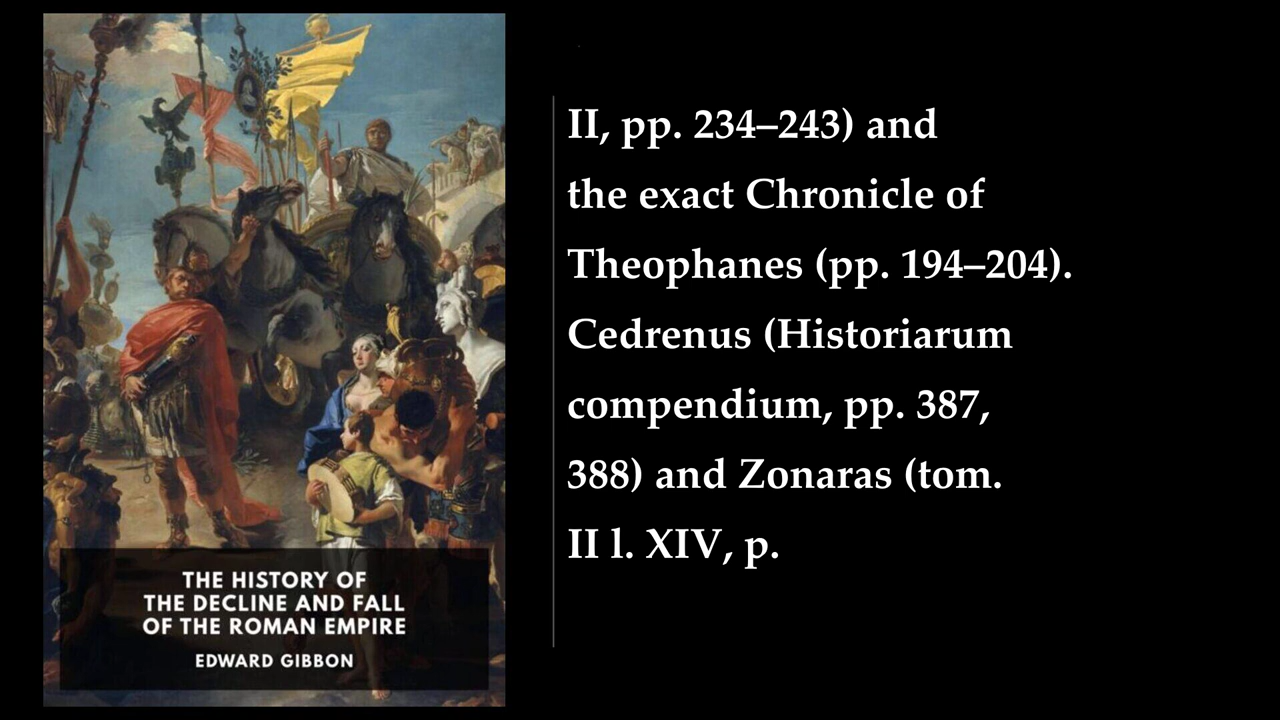 II, pp. 234–243) and
the exact Chronicle of
Theophanes (pp. 194–204).
Cedrenus (Historiarum
compendium, pp. 387,
388) and Zonaras (tom.
II l. XIV, p.
THE HISTORY OF
THE DECLINE AND FALL
OF THE ROMAN EMPIRE
EDWARD GIBBON